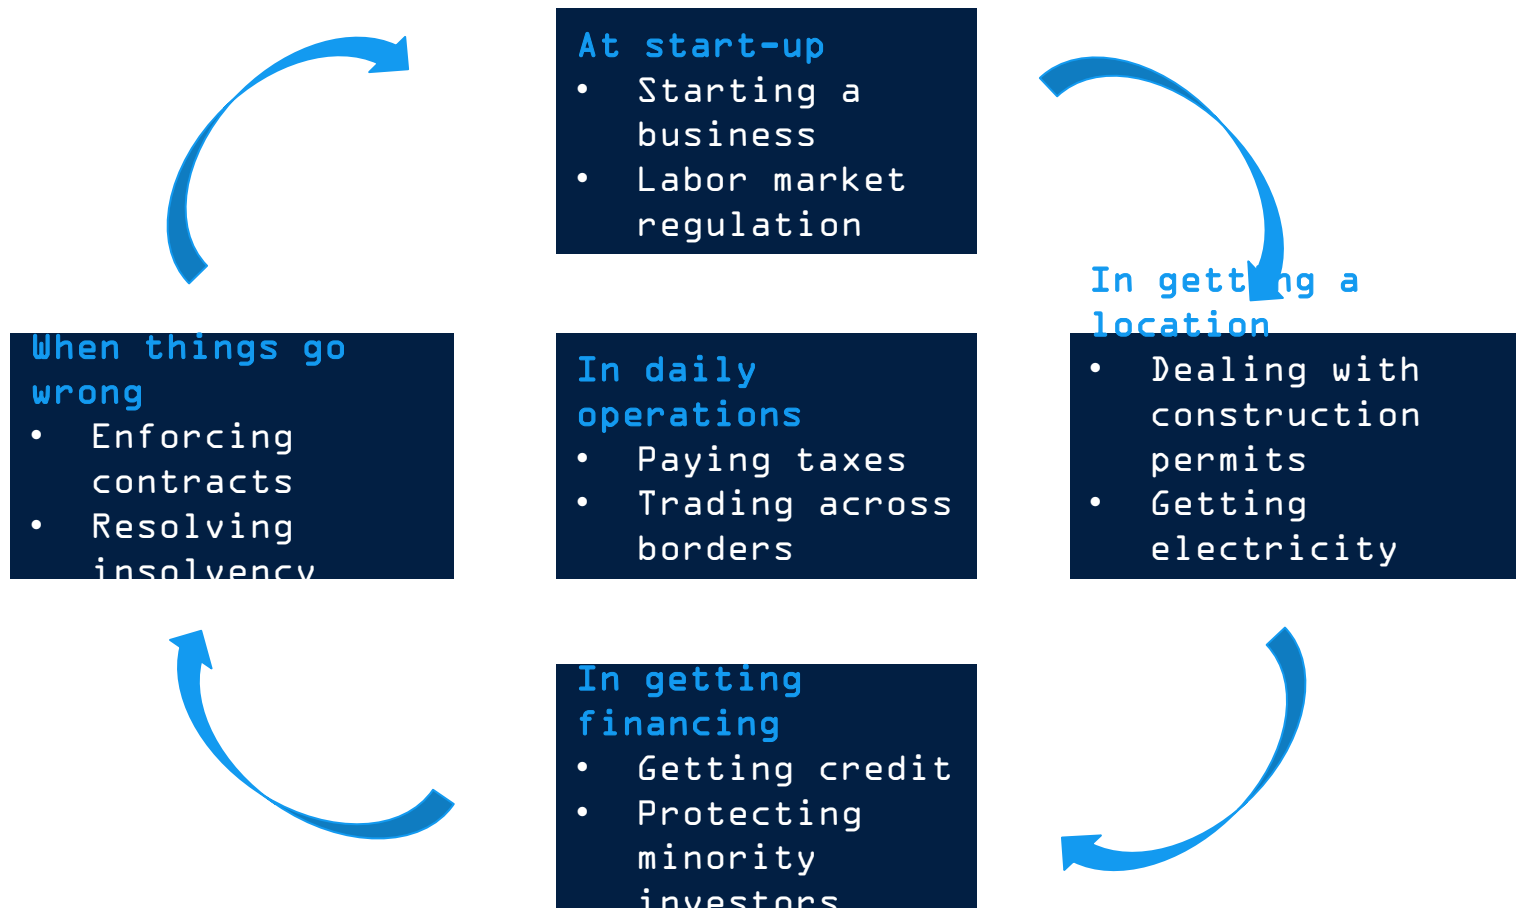 At start-up
• Starting a
business
• Labor market
regulation
In getting a
location
• Dealing with
construction
permits
• Getting
electricity
In getting
financing
• Getting credit
• Protecting
minority
investors
When things go
wrong
• Enforcing
contracts
• Resolving
insolvency
In daily
operations
• Paying taxes
• Trading across
borders